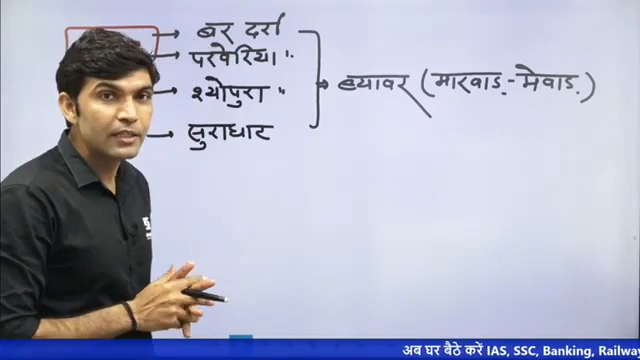 बर दर्रा
परवेरिया "
श्योपुरा "
सुराघाट
ब्यावर (मारवाड़ - मेवाड़)
अब घर बैठे करें IAS, SSC, Banking, Railway